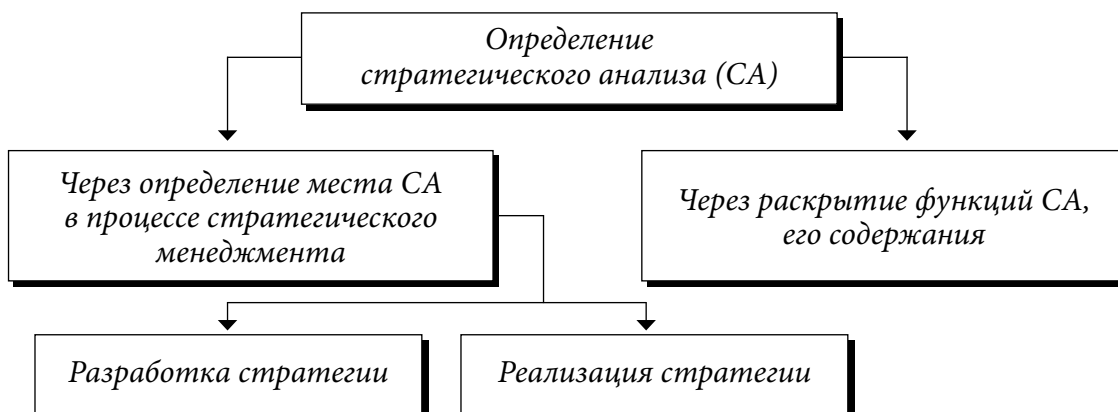 Определение
стратегического анализа (СА)
Через определение места СА
в процессе стратегического
менеджмента
Через раскрытие функций СА,
его содержания
Разработка стратегии
Реализация стратегии